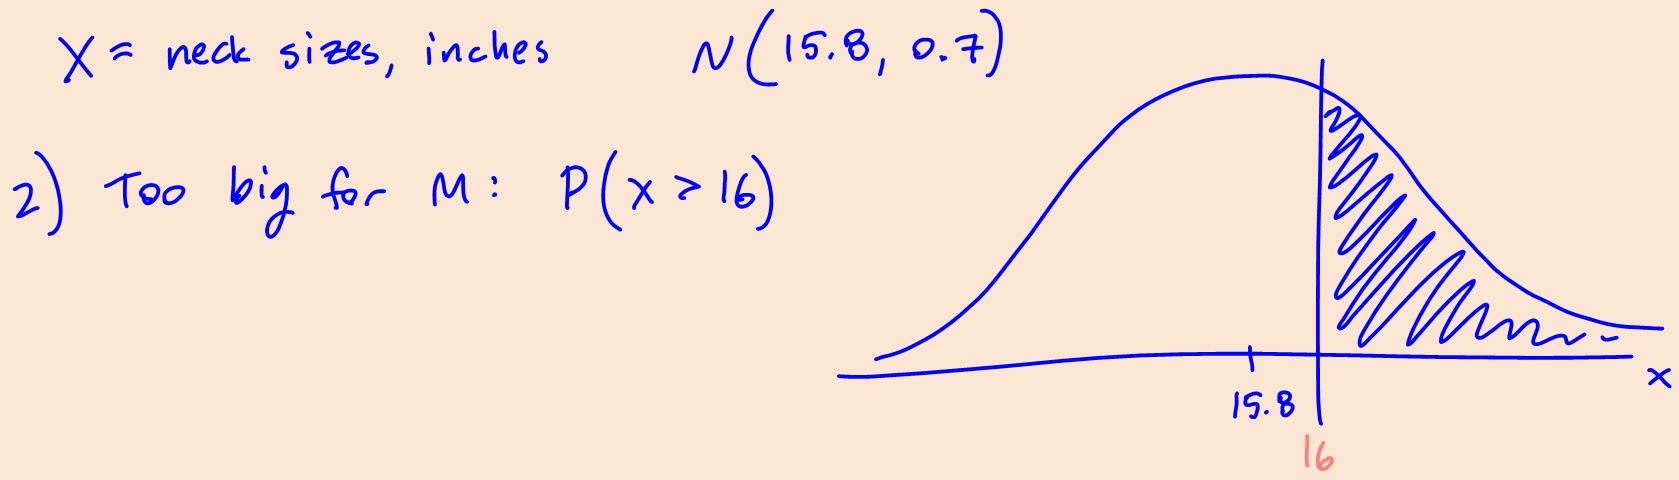 X = neck sizes, inches N(15.8, 0.7)
2) Too big for M: P(x > 16)
15.8
x
16